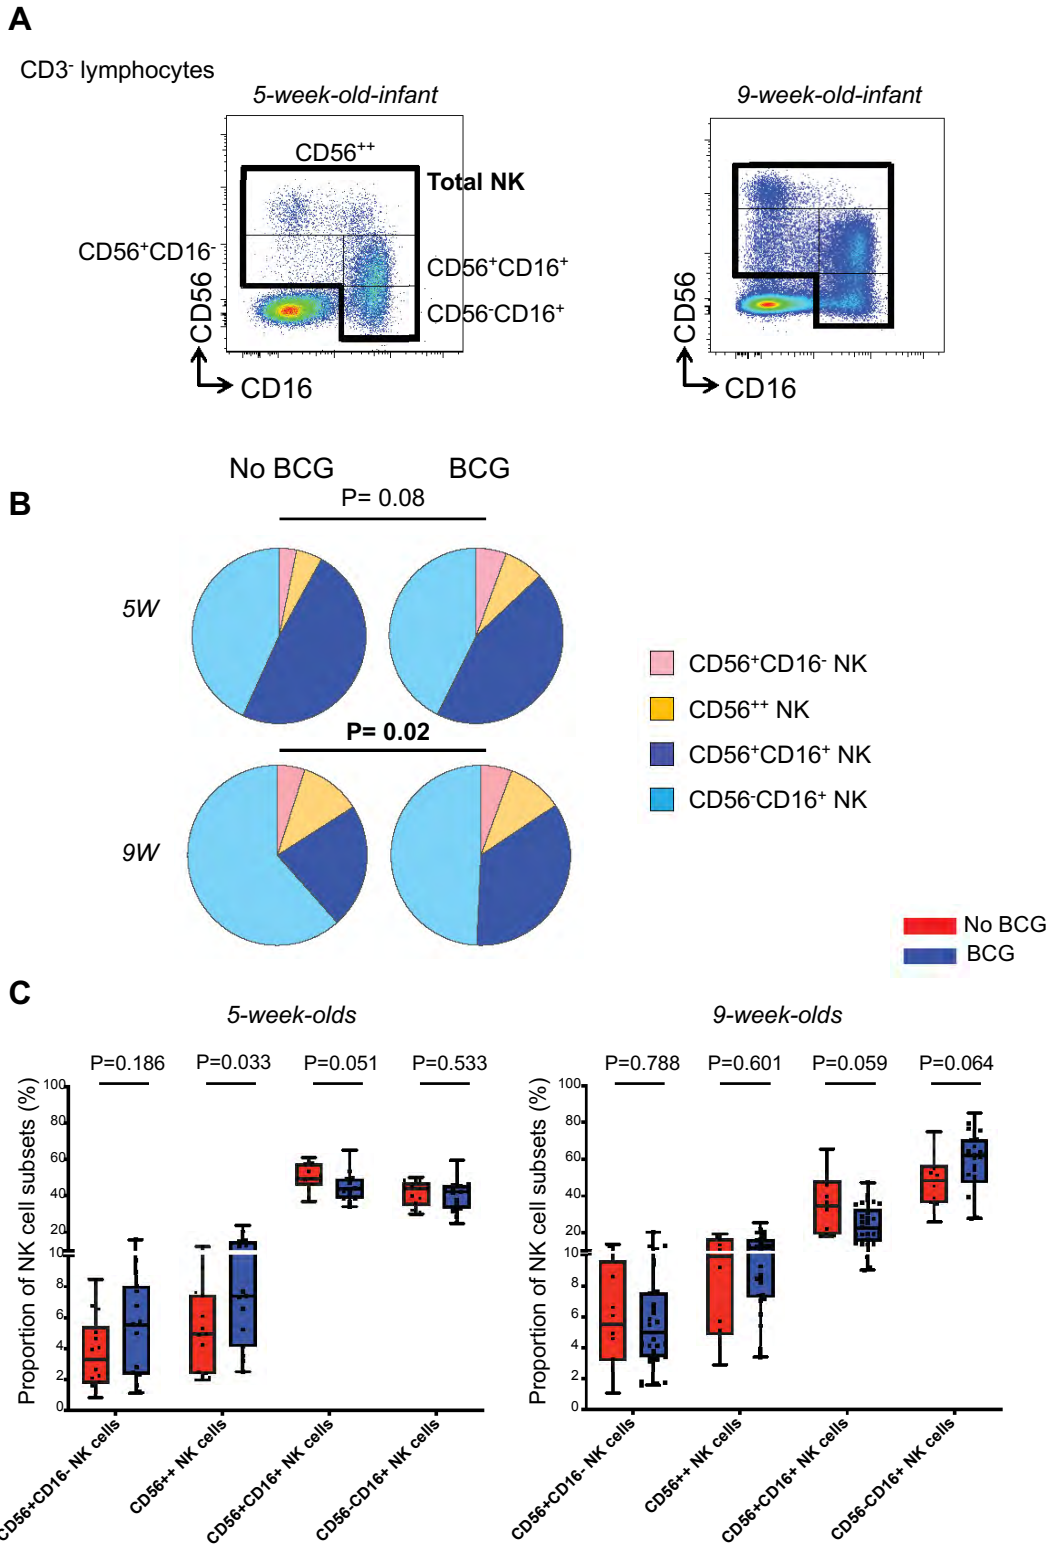 A
CD3⁻ lymphocytes
5-week-old-infant
9-week-old-infant
CD56⁺⁺
Total NK
CD56⁺CD16⁻
CD56⁺CD16⁺
CD56⁻CD16⁺
CD56
CD16
CD56
CD16
No BCG
BCG
B
P= 0.08
5W
P= 0.02
9W
CD56⁺CD16⁻ NK
CD56⁺⁺ NK
CD56⁺CD16⁺ NK
CD56⁻CD16⁺ NK
No BCG
BCG
C
5-week-olds
9-week-olds
P=0.186
P=0.033
P=0.051
P=0.533
P=0.788
P=0.601
P=0.059
P=0.064
Proportion of NK cell subsets (%)
100
80
60
40
20
10
8
6
4
2
0
CD56+CD16- NK cells
CD56++ NK cells
CD56+CD16+ NK cells
CD56-CD16+ NK cells
Proportion of NK cell subsets (%)
100
80
60
40
20
10
8
6
4
2
0
CD56+CD16- NK cells
CD56++ NK cells
CD56+CD16+ NK cells
CD56-CD16+ NK cells